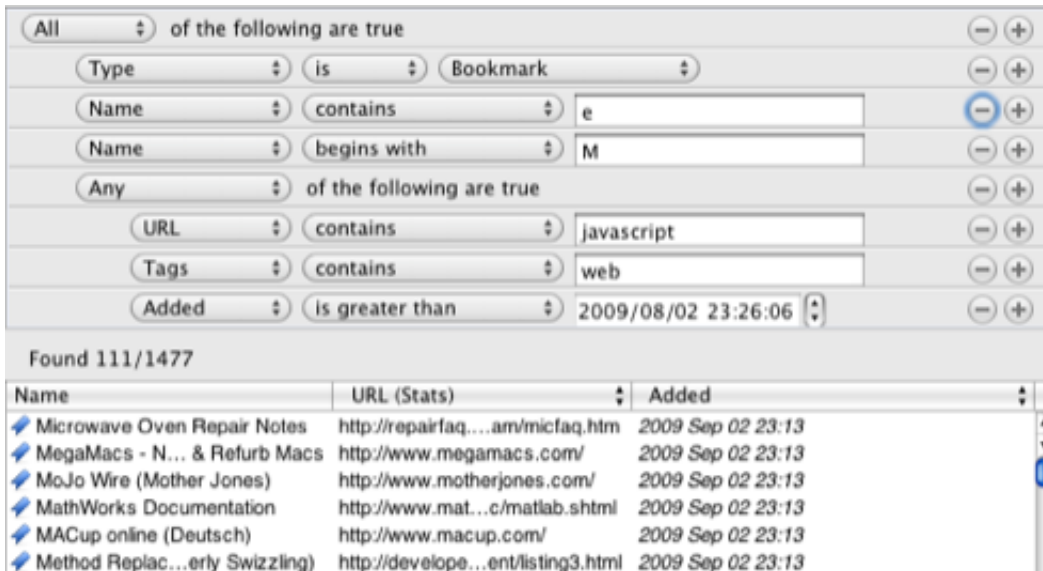 All of the following are true
Type is Bookmark
Name contains e
Name begins with M
Any of the following are true
URL contains javascript
Tags contains web
Added is greater than 2009/08/02 23:26:06
Found 111/1477
Name URL (Stats) Added
Microwave Oven Repair Notes http://repairfaq....am/micfaq.htm 2009 Sep 02 23:13
MegaMacs - N... & Refurb Macs http://www.megamacs.com/ 2009 Sep 02 23:13
MoJo Wire (Mother Jones) http://www.motherjones.com/ 2009 Sep 02 23:13
MathWorks Documentation http://www.mat...c/matlab.shtml 2009 Sep 02 23:13
MACup online (Deutsch) http://www.macup.com/ 2009 Sep 02 23:13
Method Replac...erly Swizzling) http://develope...ent/listing3.html 2009 Sep 02 23:13